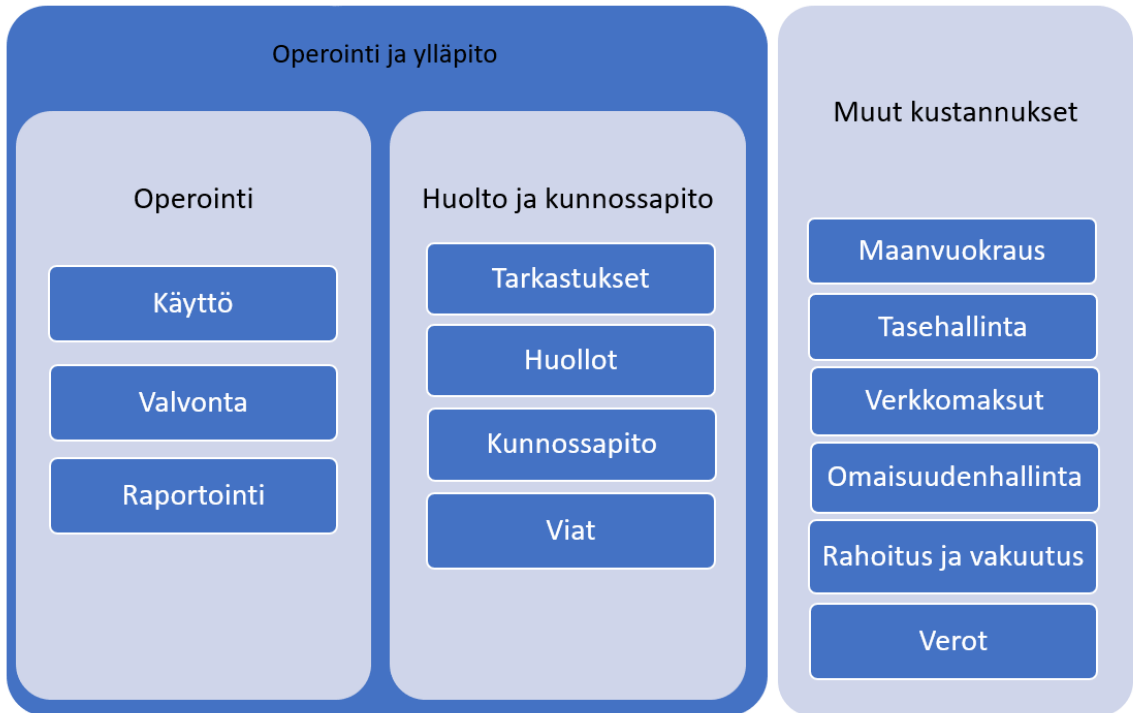 Operointi ja ylläpito
Operointi
Käyttö
Valvonta
Raportointi
Huolto ja kunnossapito
Tarkastukset
Huollot
Kunnossapito
Viat
Muut kustannukset
Maanvuokraus
Tasehallinta
Verkkomaksut
Omaisuudenhallinta
Rahoitus ja vakuutus
Verot